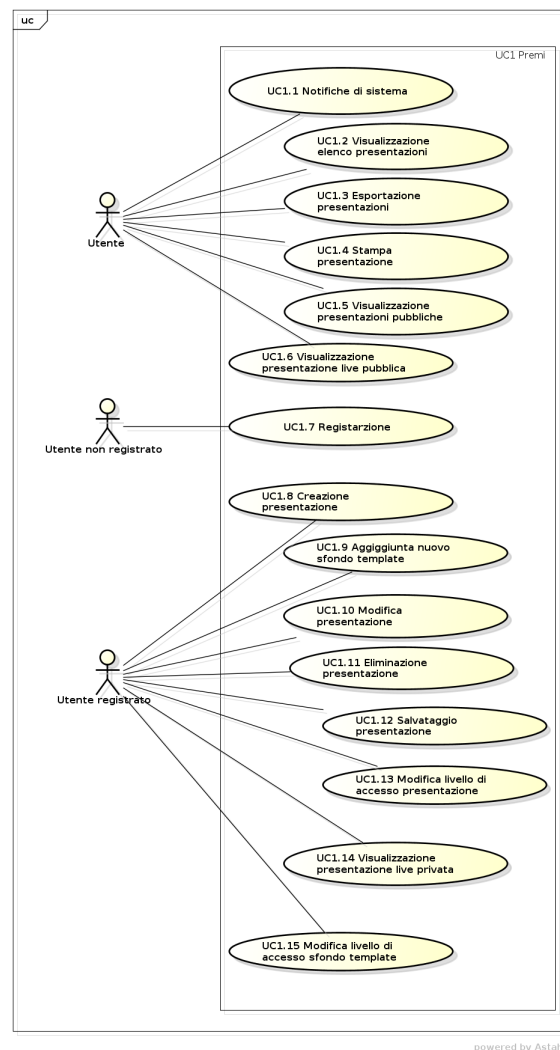 uc
UC1 Premi
UC1.1 Notifiche di sistema
UC1.2 Visualizzazione
elenco presentazioni
UC1.3 Esportazione
presentazioni
Utente
UC1.4 Stampa
presentazione
UC1.5 Visualizzazione
presentazioni pubbliche
UC1.6 Visualizzazione
presentazione live pubblica
UC1.7 Registarzione
Utente non registrato
UC1.8 Creazione
presentazione
UC1.9 Aggiggiunta nuovo
sfondo template
UC1.10 Modifica
presentazione
UC1.11 Eliminazione
presentazione
Utente registrato
UC1.12 Salvataggio
presentazione
UC1.13 Modifica livello di
accesso presentazione
UC1.14 Visualizzazione
presentazione live privata
UC1.15 Modifica livello di
accesso sfondo template
powered by